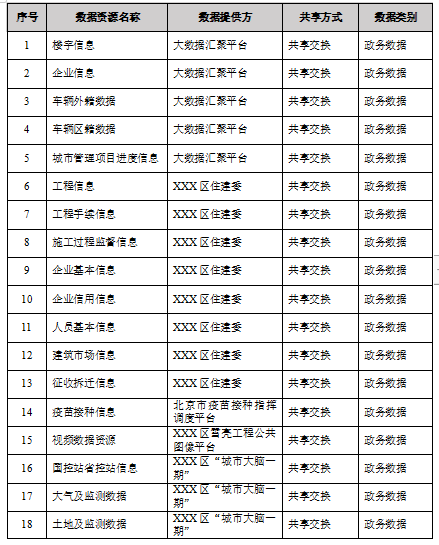 序号 数据资源名称 数据提供方 共享方式 数据类别
1 楼宇信息 大数据汇聚平台 共享交换 政务数据
2 企业信息 大数据汇聚平台 共享交换 政务数据
3 车辆外籍数据 大数据汇聚平台 共享交换 政务数据
4 车辆区籍数据 大数据汇聚平台 共享交换 政务数据
5 城市管理项目进度信息 大数据汇聚平台 共享交换 政务数据
6 工程信息 XXX 区住建委 共享交换 政务数据
7 工程手续信息 XXX 区住建委 共享交换 政务数据
8 施工过程监督信息 XXX 区住建委 共享交换 政务数据
9 企业基本信息 XXX 区住建委 共享交换 政务数据
10 企业信用信息 XXX 区住建委 共享交换 政务数据
11 人员基本信息 XXX 区住建委 共享交换 政务数据
12 建筑市场信息 XXX 区住建委 共享交换 政务数据
13 征收拆迁信息 XXX 区住建委 共享交换 政务数据
14 疫苗接种信息 北京市疫苗接种指挥 共享交换 政务数据
调度平台
15 视频数据资源 XXX 区雪亮工程公共 共享交换 政务数据
图像平台
16 国控站省控站信息 XXX 区“城市大脑一 共享交换 政务数据
期”
17 大气及监测数据 XXX 区“城市大脑一 共享交换 政务数据
期”
18 土地及监测数据 XXX 区“城市大脑一 共享交换 政务数据
期”